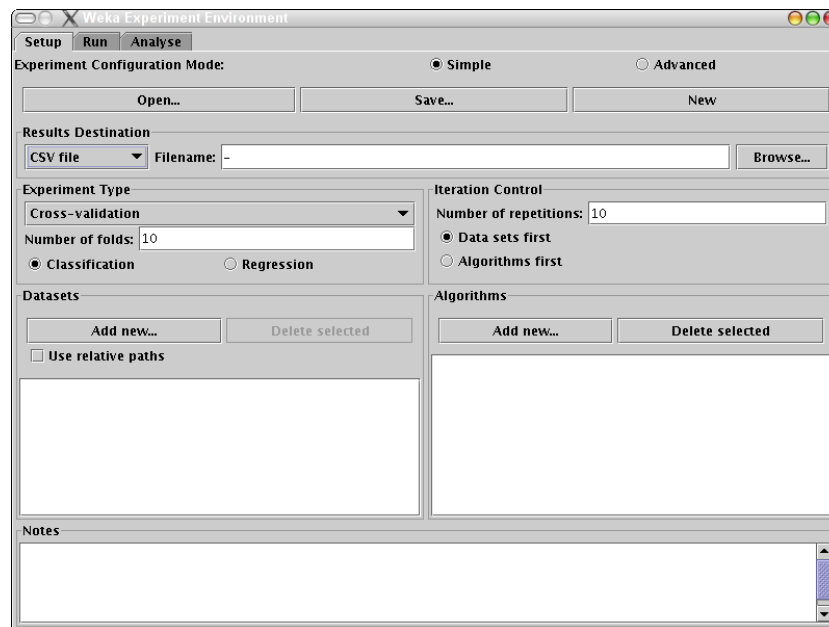 Weka Experiment Environment
Setup Run Analyse
Experiment Configuration Mode: Simple Advanced
Open... Save... New
Results Destination
CSV file Filename: - Browse...
Experiment Type Iteration Control
Cross-validation Number of repetitions: 10
Number of folds: 10 Data sets first
Classification Regression Algorithms first
Datasets Algorithms
Add new... Delete selected Add new... Delete selected
Use relative paths
Notes